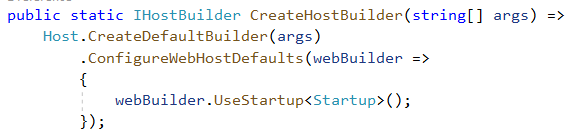 public static IHostBuilder CreateHostBuilder(string[] args) =>
    Host.CreateDefaultBuilder(args)
        .ConfigureWebHostDefaults(webBuilder =>
        {
            webBuilder.UseStartup<Startup>();
        });